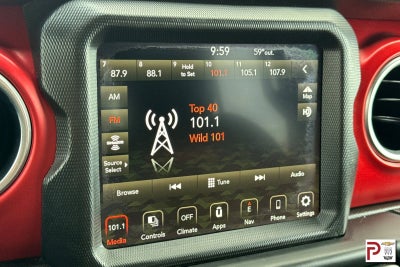 9:59 59°out.
7 8 9 10 11 12
87.9 88.1 Hold to Set 101.1 105.1 107.9
AM
FM
Source Select
Top 40
101.1
Wild 101
Map
Browse Tune Audio
101.1 OFF E
Media Controls Climate Apps Nav Phone Settings
P